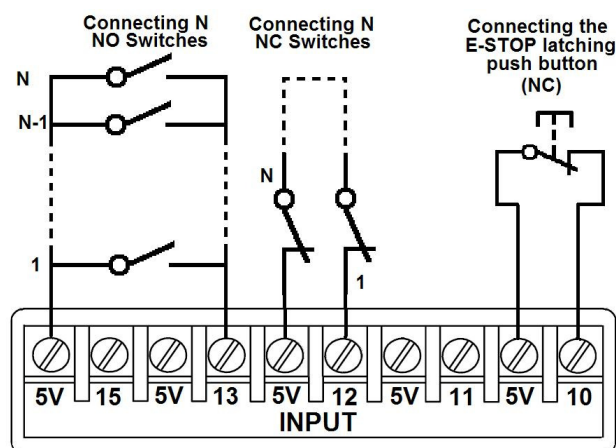 Connecting N
NO Switches
Connecting N
NC Switches
Connecting the
E-STOP latching
push button
(NC)
N
N-1
1
N
1
5V 15 5V 13 5V 12 5V 11 5V 10
INPUT